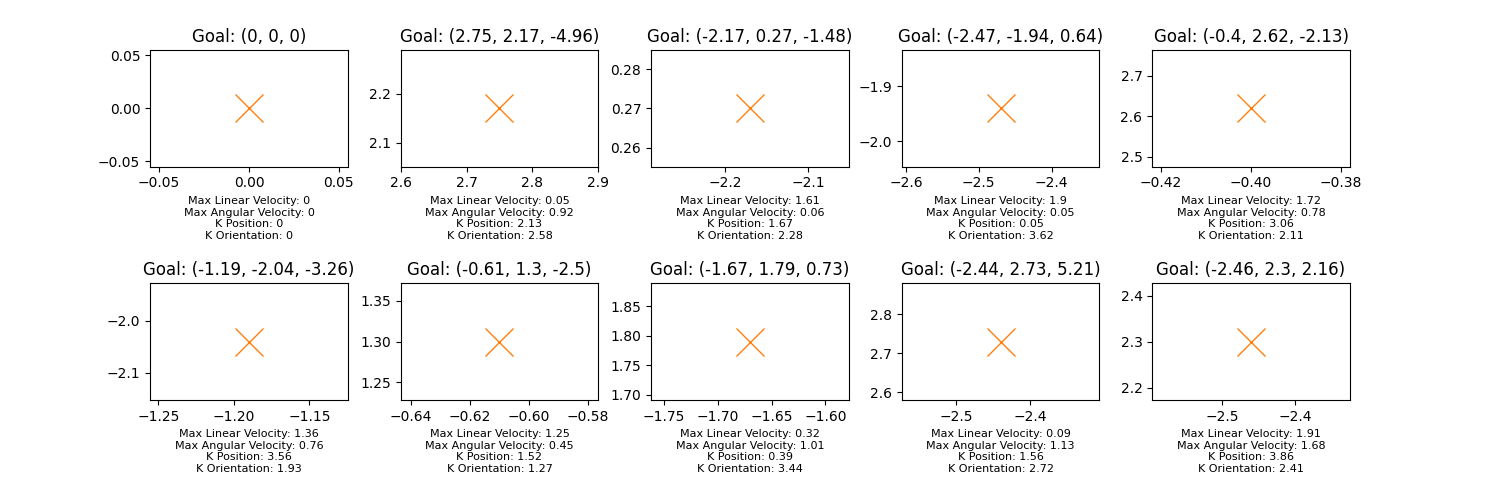 Goal: (0, 0, 0)
0.05
0.00
−0.05
−0.05 0.00 0.05
Max Linear Velocity: 0
Max Angular Velocity: 0
K Position: 0
K Orientation: 0
Goal: (2.75, 2.17, -4.96)
2.2
2.1
2.6 2.7 2.8 2.9
Max Linear Velocity: 0.05
Max Angular Velocity: 0.92
K Position: 2.13
K Orientation: 2.58
Goal: (-2.17, 0.27, -1.48)
0.28
0.27
0.26
−2.2 −2.1
Max Linear Velocity: 1.61
Max Angular Velocity: 0.06
K Position: 1.67
K Orientation: 2.28
Goal: (-2.47, -1.94, 0.64)
−1.9
−2.0
−2.6 −2.5 −2.4
Max Linear Velocity: 1.9
Max Angular Velocity: 0.05
K Position: 0.05
K Orientation: 3.62
Goal: (-0.4, 2.62, -2.13)
2.7
2.6
2.5
−0.42 −0.40 −0.38
Max Linear Velocity: 1.72
Max Angular Velocity: 0.78
K Position: 3.06
K Orientation: 2.11
Goal: (-1.19, -2.04, -3.26)
−2.0
−2.1
−1.25 −1.20 −1.15
Max Linear Velocity: 1.36
Max Angular Velocity: 0.76
K Position: 3.56
K Orientation: 1.93
Goal: (-0.61, 1.3, -2.5)
1.35
1.30
1.25
−0.64 −0.62 −0.60 −0.58
Max Linear Velocity: 1.25
Max Angular Velocity: 0.45
K Position: 1.52
K Orientation: 1.27
Goal: (-1.67, 1.79, 0.73)
1.85
1.80
1.75
1.70
−1.75 −1.70 −1.65 −1.60
Max Linear Velocity: 0.32
Max Angular Velocity: 1.01
K Position: 0.39
K Orientation: 3.44
Goal: (-2.44, 2.73, 5.21)
2.8
2.7
2.6
−2.5 −2.4
Max Linear Velocity: 0.09
Max Angular Velocity: 1.13
K Position: 1.56
K Orientation: 2.72
Goal: (-2.46, 2.3, 2.16)
2.4
2.3
2.2
−2.5 −2.4
Max Linear Velocity: 1.91
Max Angular Velocity: 1.68
K Position: 3.86
K Orientation: 2.41